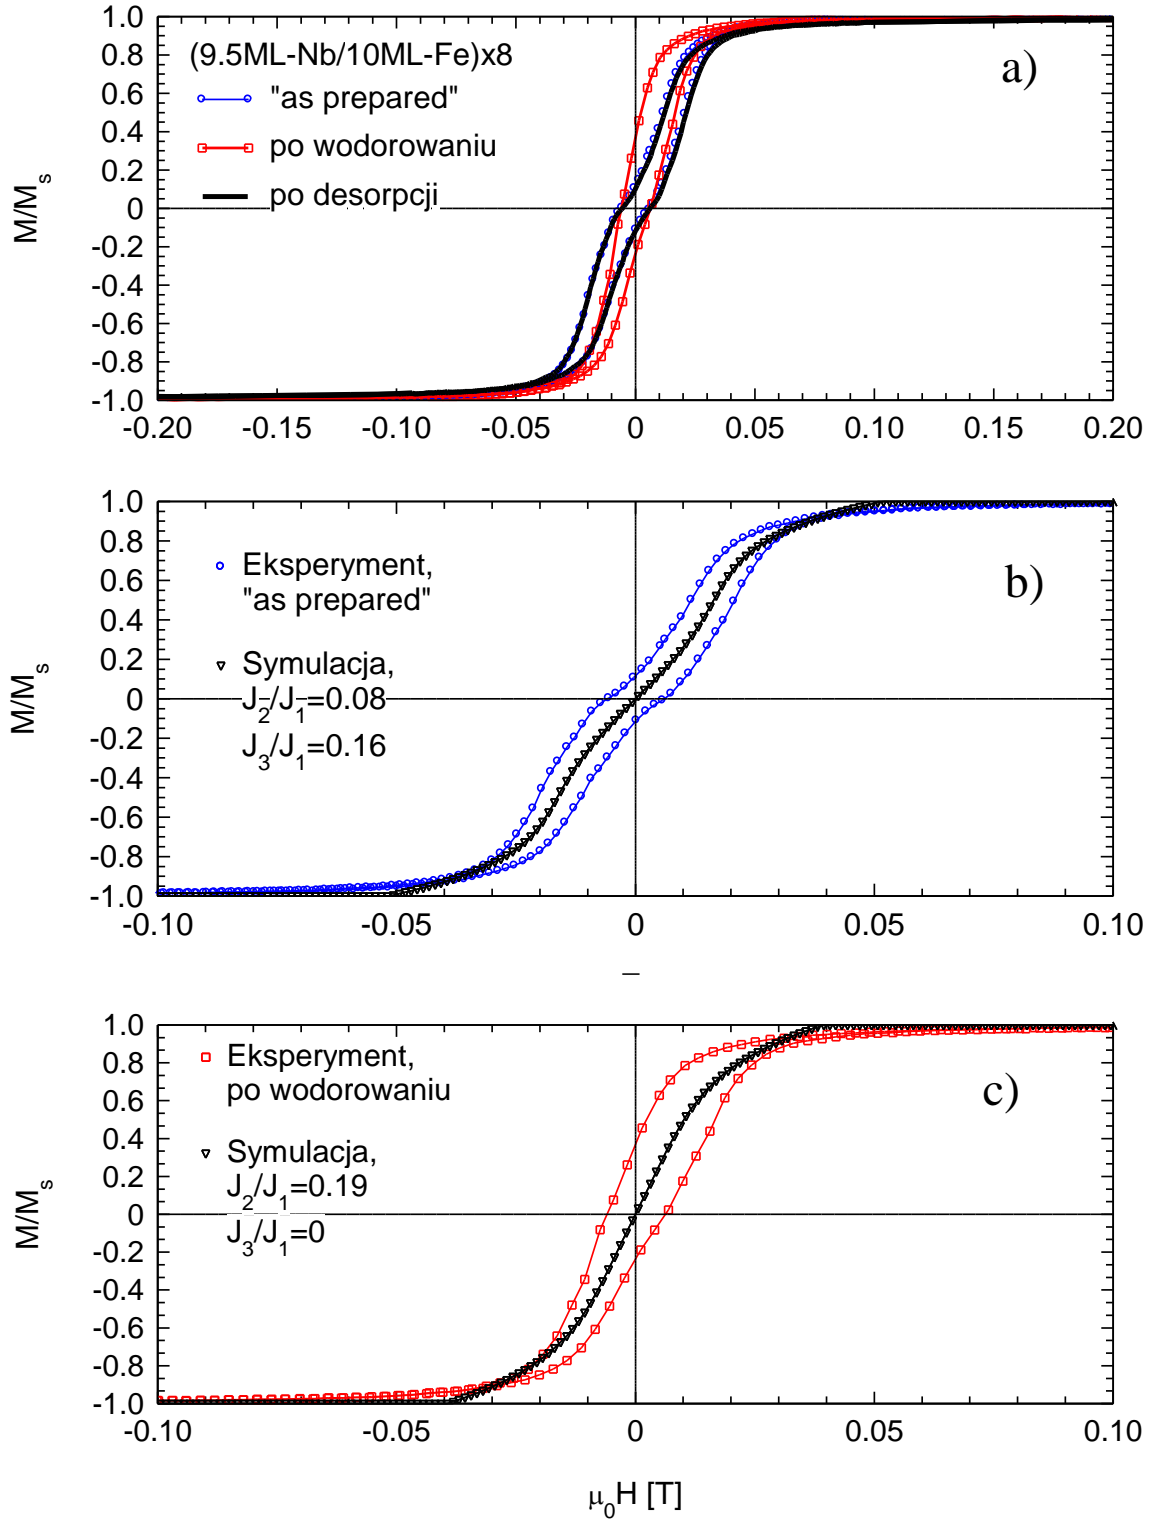 1.0
0.8
0.6
0.4
0.2
0
-0.2
-0.4
-0.6
-0.8
-1.0
M/Ms
(9.5ML-Nb/10ML-Fe)x8
"as prepared"
po wodorowaniu
po desorpcji
a)
-0.20 -0.15 -0.10 -0.05 0 0.05 0.10 0.15 0.20
1.0
0.8
0.6
0.4
0.2
0
-0.2
-0.4
-0.6
-0.8
-1.0
M/Ms
Eksperyment,
"as prepared"
Symulacja,
J2/J1=0.08
J3/J1=0.16
b)
-0.10 -0.05 0 0.05 0.10
1.0
0.8
0.6
0.4
0.2
0
-0.2
-0.4
-0.6
-0.8
-1.0
M/Ms
Eksperyment,
po wodorowaniu
Symulacja,
J2/J1=0.19
J3/J1=0
c)
-0.10 -0.05 0 0.05 0.10
μ0H [T]